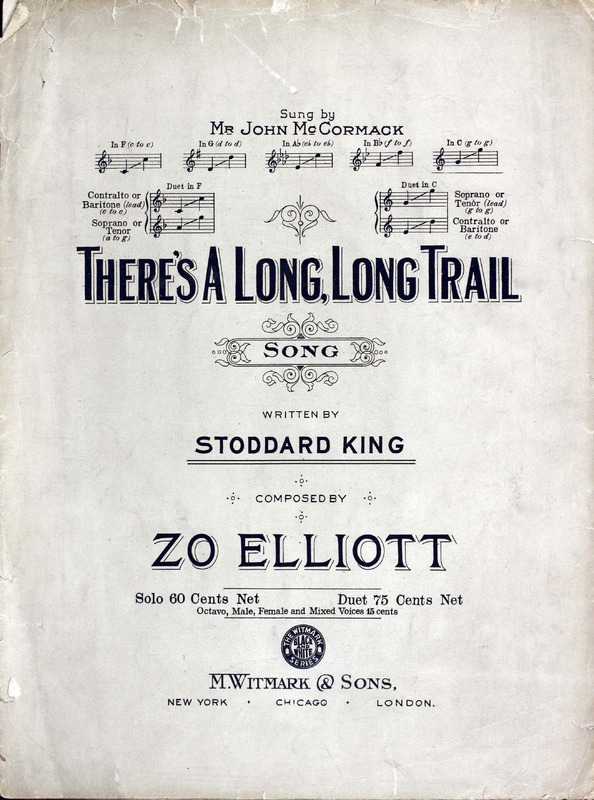 Sung by
MR JOHN MCCORMACK
In F (c to c) In G (d to d) In A♭ (e♭ to e♭) In B♭ (f to f) In C (g to g)
Duet in F
Contralto or
Baritone (lead)
(c to c)
Soprano or
Tenor
(a to g)
Duet in C
Soprano or
Tenor (lead)
(g to g)
Contralto or
Baritone
(e to d)
THERE'S A LONG, LONG TRAIL
SONG
WRITTEN BY
STODDARD KING
COMPOSED BY
ZO ELLIOTT
Solo 60 Cents Net Duet 75 Cents Net
Octavo, Male, Female and Mixed Voices 15 cents
THE WITMARK
BLACK
AND
WHITE
SERIES
M. WITMARK & SONS,
NEW YORK · CHICAGO · LONDON.